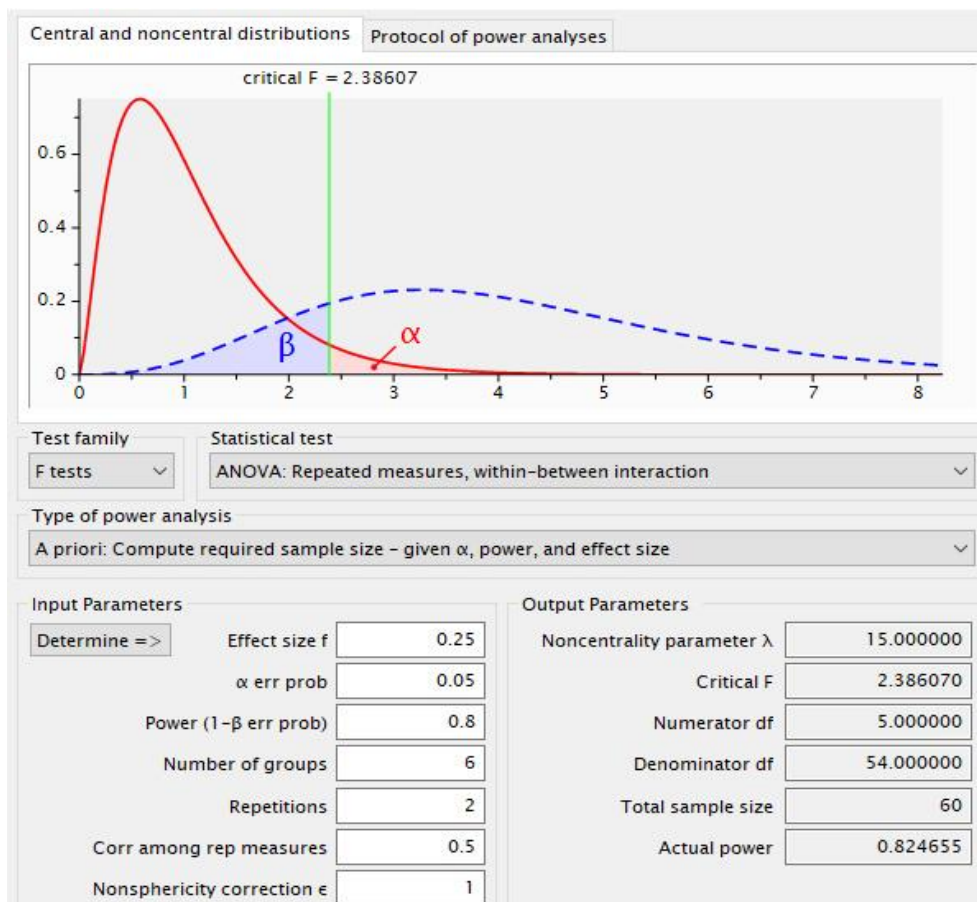 Central and noncentral distributions Protocol of power analyses
critical F = 2.38607
0.6
0.4
0.2
0
β α
0 1 2 3 4 5 6 7 8
Test family Statistical test
F tests ANOVA: Repeated measures, within-between interaction
Type of power analysis
A priori: Compute required sample size - given α, power, and effect size
Input Parameters Output Parameters
Determine => Effect size f 0.25 Noncentrality parameter λ 15.000000
α err prob 0.05 Critical F 2.386070
Power (1-β err prob) 0.8 Numerator df 5.000000
Number of groups 6 Denominator df 54.000000
Repetitions 2 Total sample size 60
Corr among rep measures 0.5 Actual power 0.824655
Nonsphericity correction ϵ 1